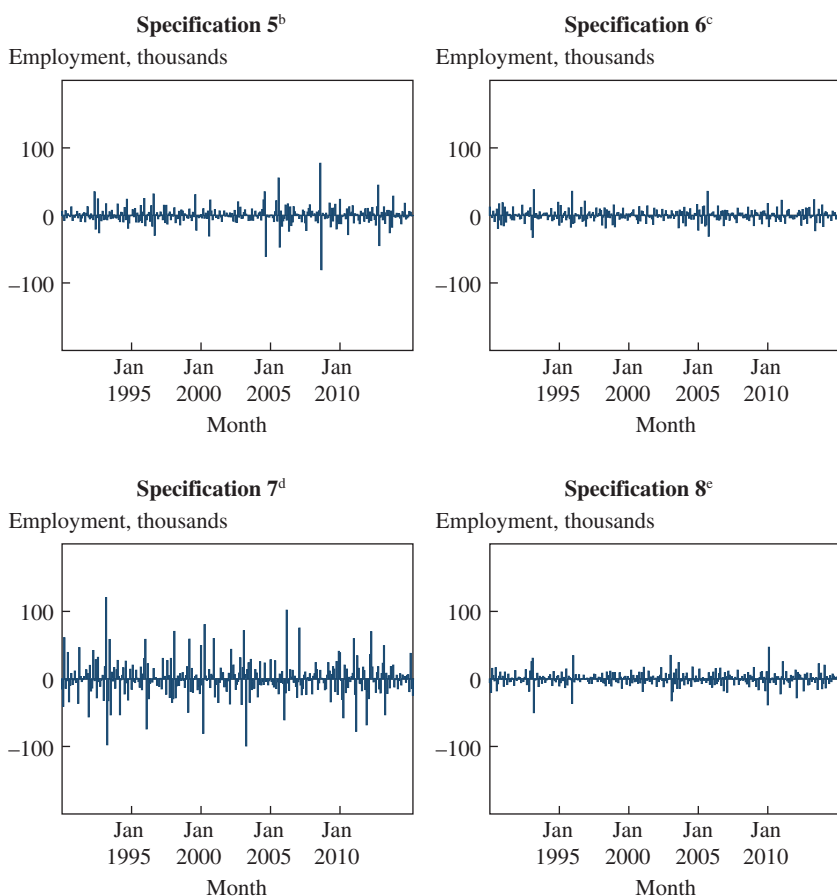 Specification 5b
Employment, thousands
100
0
–100
Jan Jan Jan Jan
1995 2000 2005 2010
Month
Specification 6c
Employment, thousands
100
0
–100
Jan Jan Jan Jan
1995 2000 2005 2010
Month
Specification 7d
Employment, thousands
100
0
–100
Jan Jan Jan Jan
1995 2000 2005 2010
Month
Specification 8e
Employment, thousands
100
0
–100
Jan Jan Jan Jan
1995 2000 2005 2010
Month